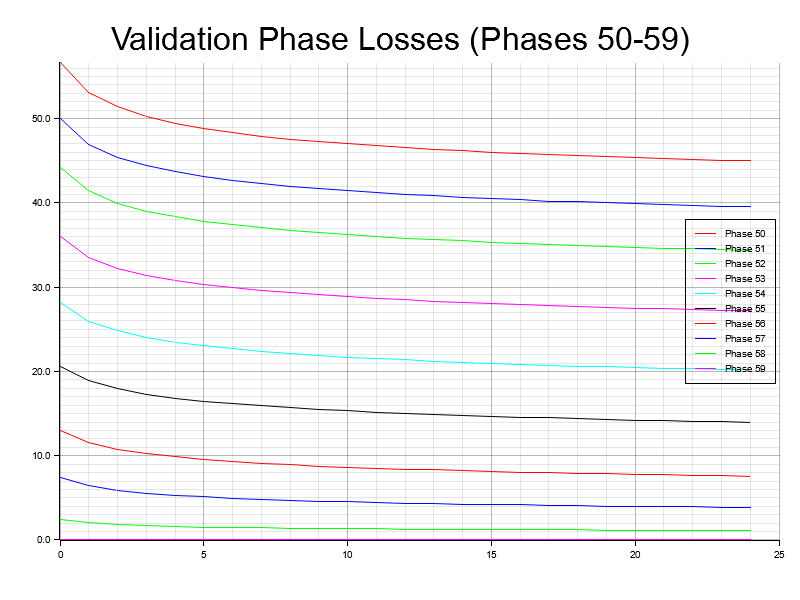 Validation Phase Losses (Phases 50-59)
50.0
40.0
30.0
20.0
10.0
0.0
0 5 10 15 20 25
Phase 50
Phase 51
Phase 52
Phase 53
Phase 54
Phase 55
Phase 56
Phase 57
Phase 58
Phase 59